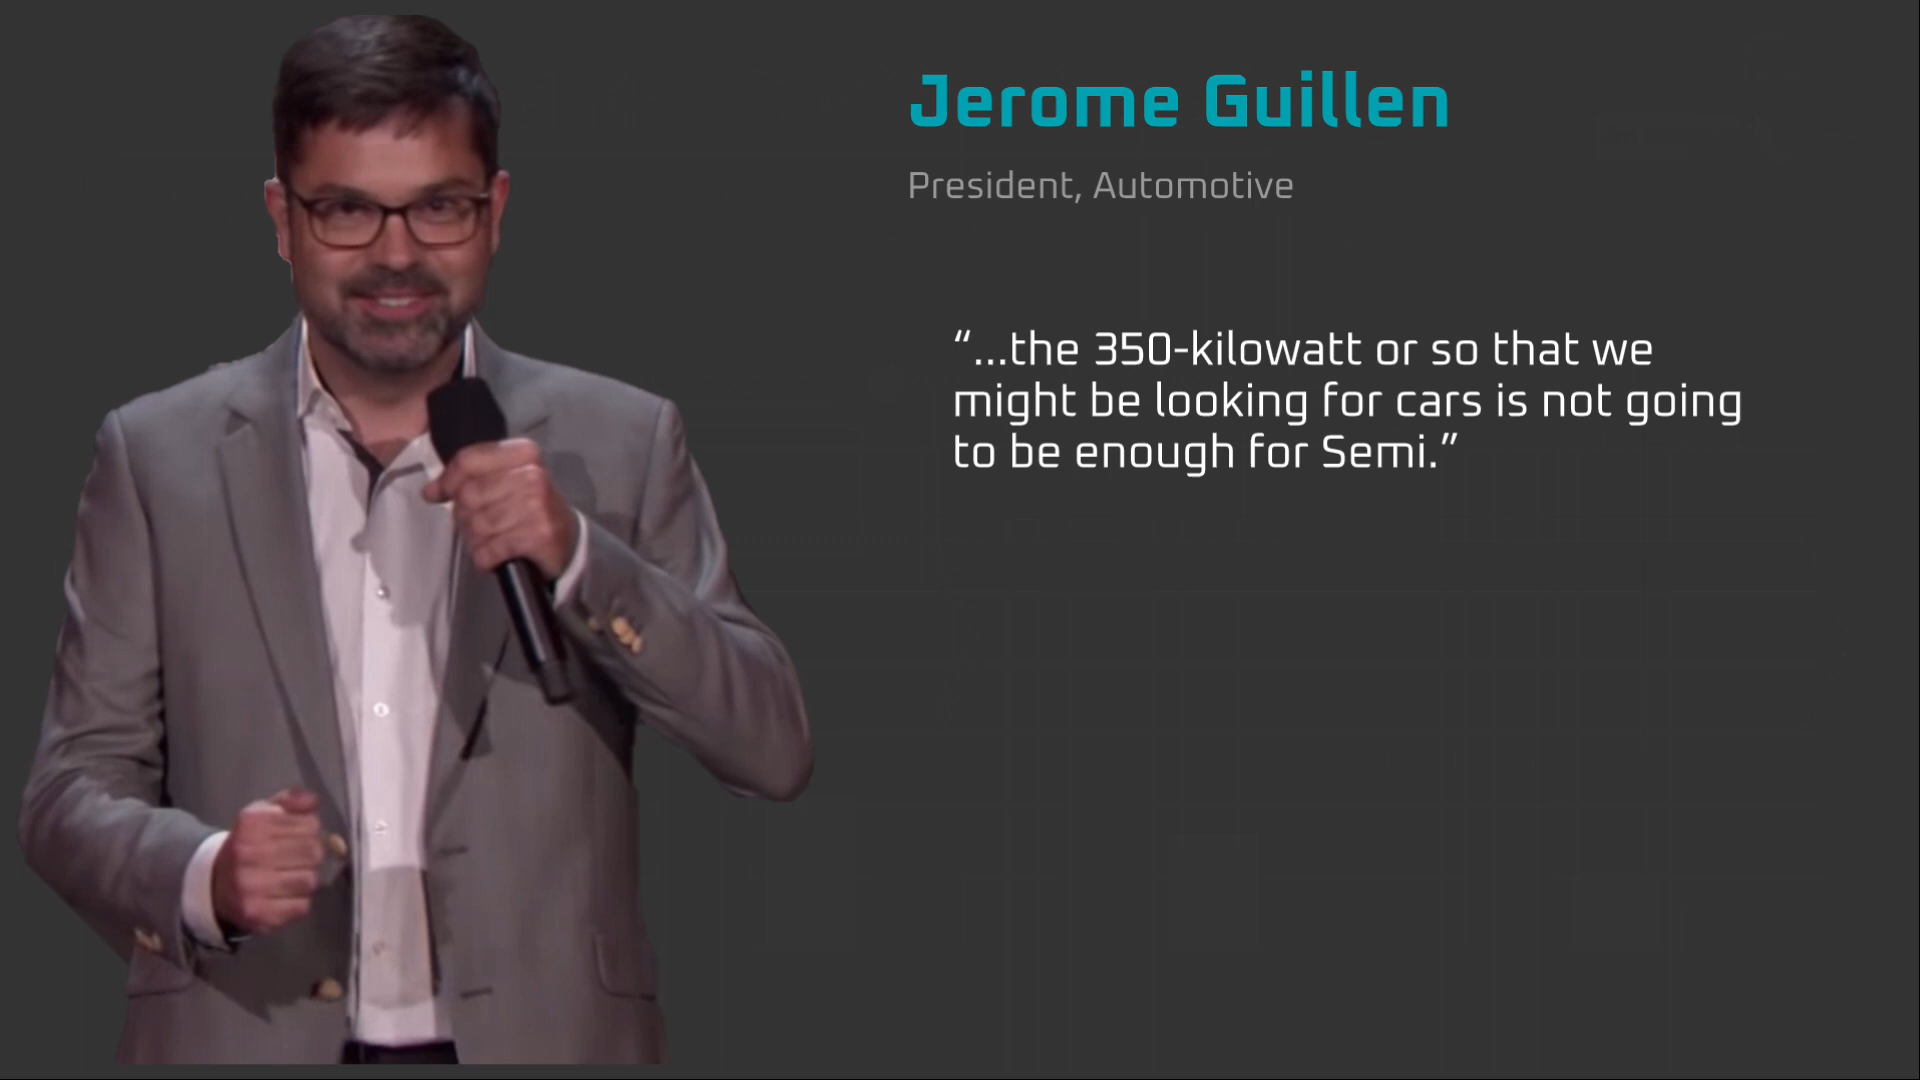 Jerome Guillen
President, Automotive
“...the 350-kilowatt or so that we
might be looking for cars is not going
to be enough for Semi.”